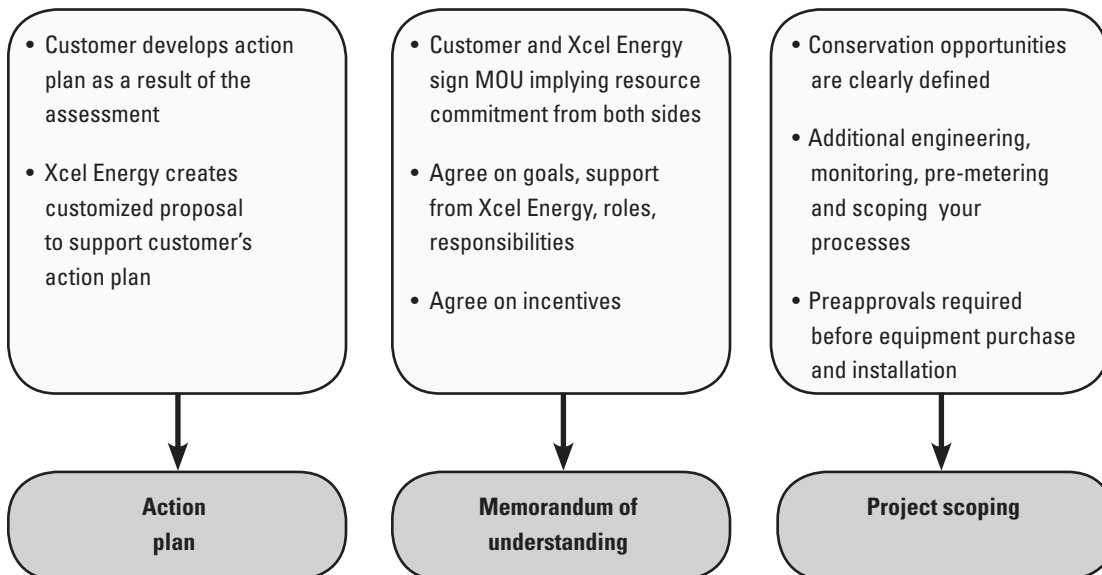 • Customer develops action
plan as a result of the
assessment
• Xcel Energy creates
customized proposal
to support customer’s
action plan
• Customer and Xcel Energy
sign MOU implying resource
commitment from both sides
• Agree on goals, support
from Xcel Energy, roles,
responsibilities
• Agree on incentives
• Conservation opportunities
are clearly defined
• Additional engineering,
monitoring, pre-metering
and scoping your
processes
• Preapprovals required
before equipment purchase
and installation
Action
plan
Memorandum of
understanding
Project scoping